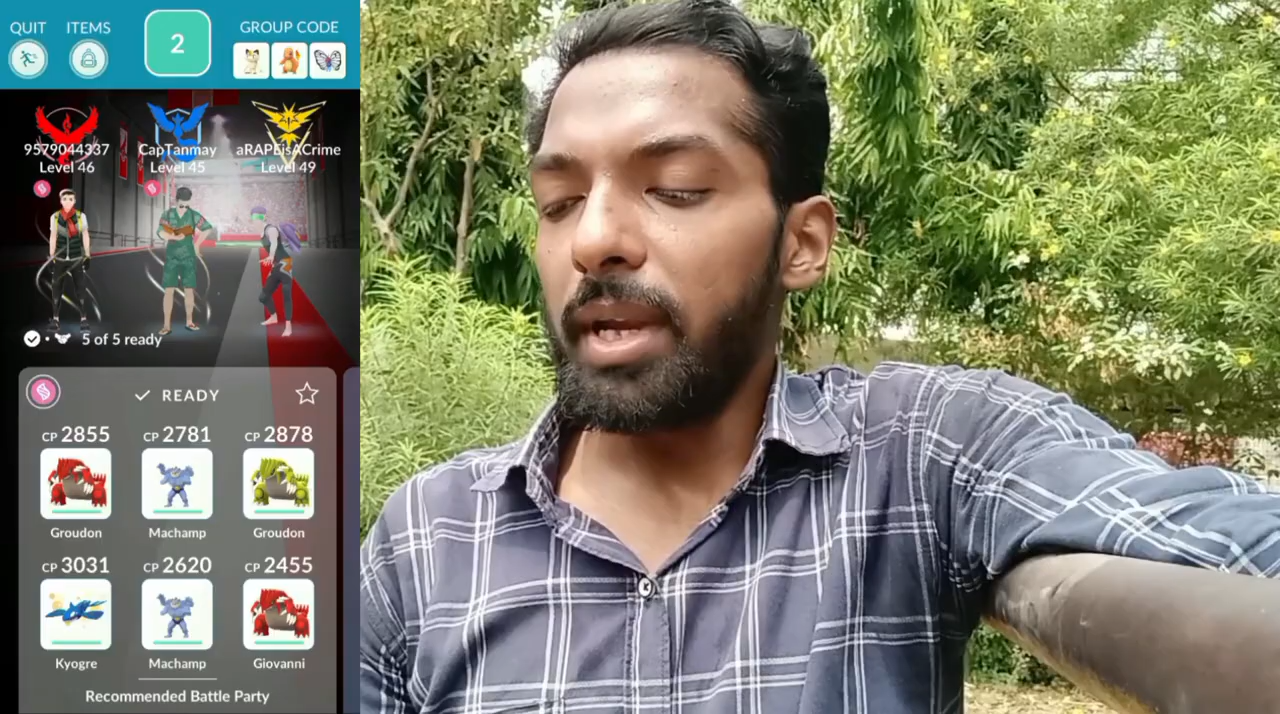 QUIT ITEMS 2 GROUP CODE
9579044337 CapTanmay aRAPEisACrime
Level 46 Level 45 Level 49
5 of 5 ready
READY
CP 2855 CP 2781 CP 2878
Groudon Machamp Groudon
CP 3031 CP 2620 CP 2455
Kyogre Machamp Giovanni
Recommended Battle Party